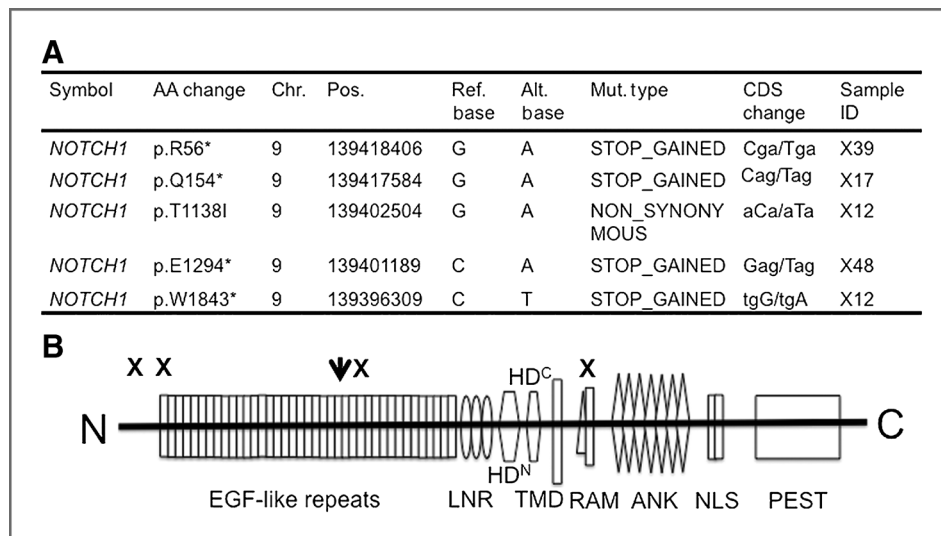 A
Symbol AA change Chr. Pos. Ref. base Alt. base Mut. type CDS change Sample ID
NOTCH1 p.R56* 9 139418406 G A STOP_GAINED Cga/Tga X39
NOTCH1 p.Q154* 9 139417584 G A STOP_GAINED Cag/Tag X17
NOTCH1 p.T1138I 9 139402504 G A NON_SYNONY MOUS aCa/aTa X12
NOTCH1 p.E1294* 9 139401189 C A STOP_GAINED Gag/Tag X48
NOTCH1 p.W1843* 9 139396309 C T STOP_GAINED tgG/tgA X12
B
X X X X
HDC
N C
HDN
EGF-like repeats LNR TMD RAM ANK NLS PEST